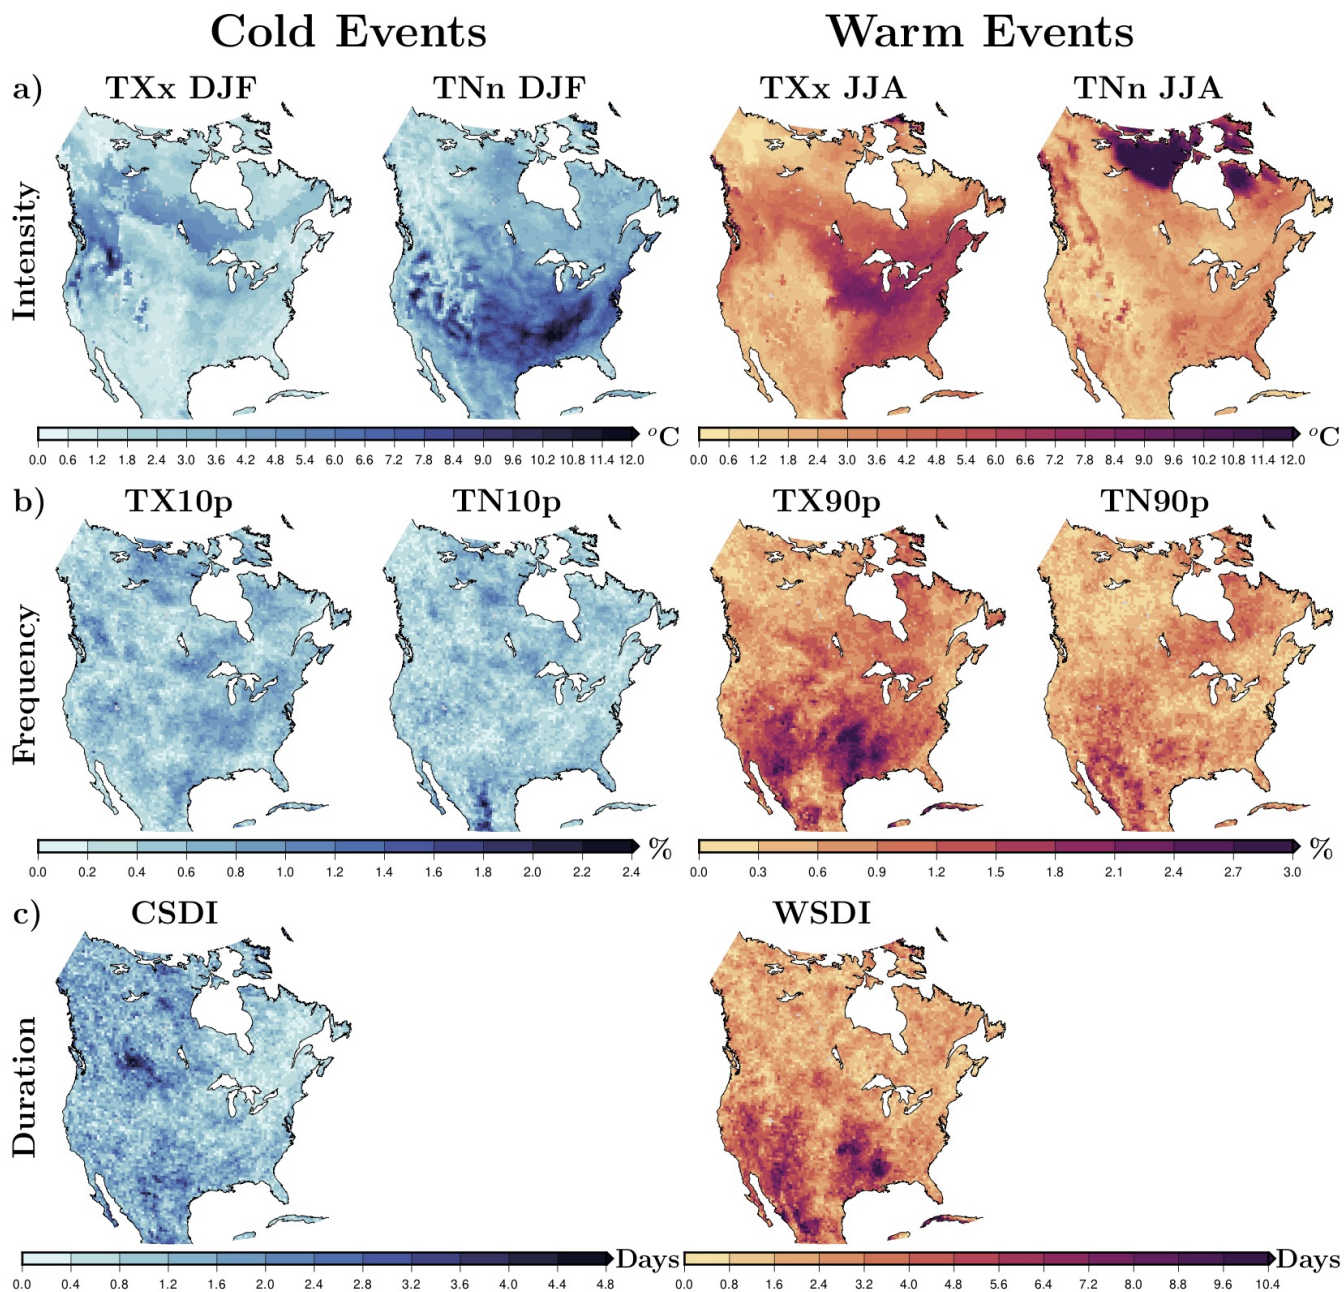 Cold Events Warm Events
a) TXx DJF TNn DJF TXx JJA TNn JJA
Intensity
0.0 0.6 1.2 1.8 2.4 3.0 3.6 4.2 4.8 5.4 6.0 6.6 7.2 7.8 8.4 9.0 9.6 10.2 10.8 11.4 12.0 °C
0.0 0.6 1.2 1.8 2.4 3.0 3.6 4.2 4.8 5.4 6.0 6.6 7.2 7.8 8.4 9.0 9.6 10.2 10.8 11.4 12.0 °C
b) TX10p TN10p TX90p TN90p
Frequency
0.0 0.2 0.4 0.6 0.8 1.0 1.2 1.4 1.6 1.8 2.0 2.2 2.4 %
0.0 0.3 0.6 0.9 1.2 1.5 1.8 2.1 2.4 2.7 3.0 %
c) CSDI WSDI
Duration
0.0 0.4 0.8 1.2 1.6 2.0 2.4 2.8 3.2 3.6 4.0 4.4 4.8 Days
0.0 0.8 1.6 2.4 3.2 4.0 4.8 5.6 6.4 7.2 8.0 8.8 9.6 10.4 Days